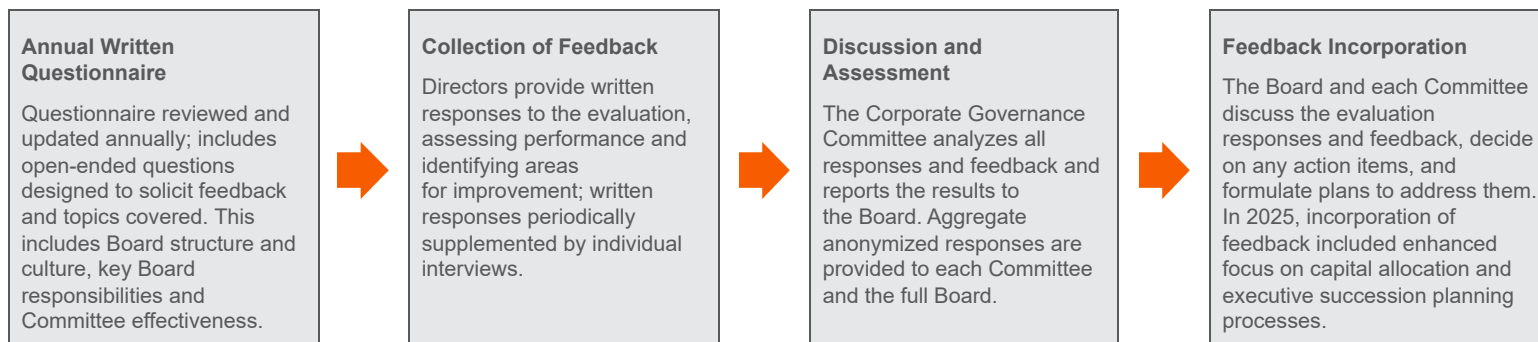 Annual Written
Questionnaire
Questionnaire reviewed and
updated annually; includes
open-ended questions
designed to solicit feedback
and topics covered. This
includes Board structure and
culture, key Board
responsibilities and
Committee effectiveness.
Collection of Feedback
Directors provide written
responses to the evaluation,
assessing performance and
identifying areas
for improvement; written
responses periodically
supplemented by individual
interviews.
Discussion and
Assessment
The Corporate Governance
Committee analyzes all
responses and feedback and
reports the results to
the Board. Aggregate
anonymized responses are
provided to each Committee
and the full Board.
Feedback Incorporation
The Board and each Committee
discuss the evaluation
responses and feedback, decide
on any action items, and
formulate plans to address them.
In 2025, incorporation of
feedback included enhanced
focus on capital allocation and
executive succession planning
processes.